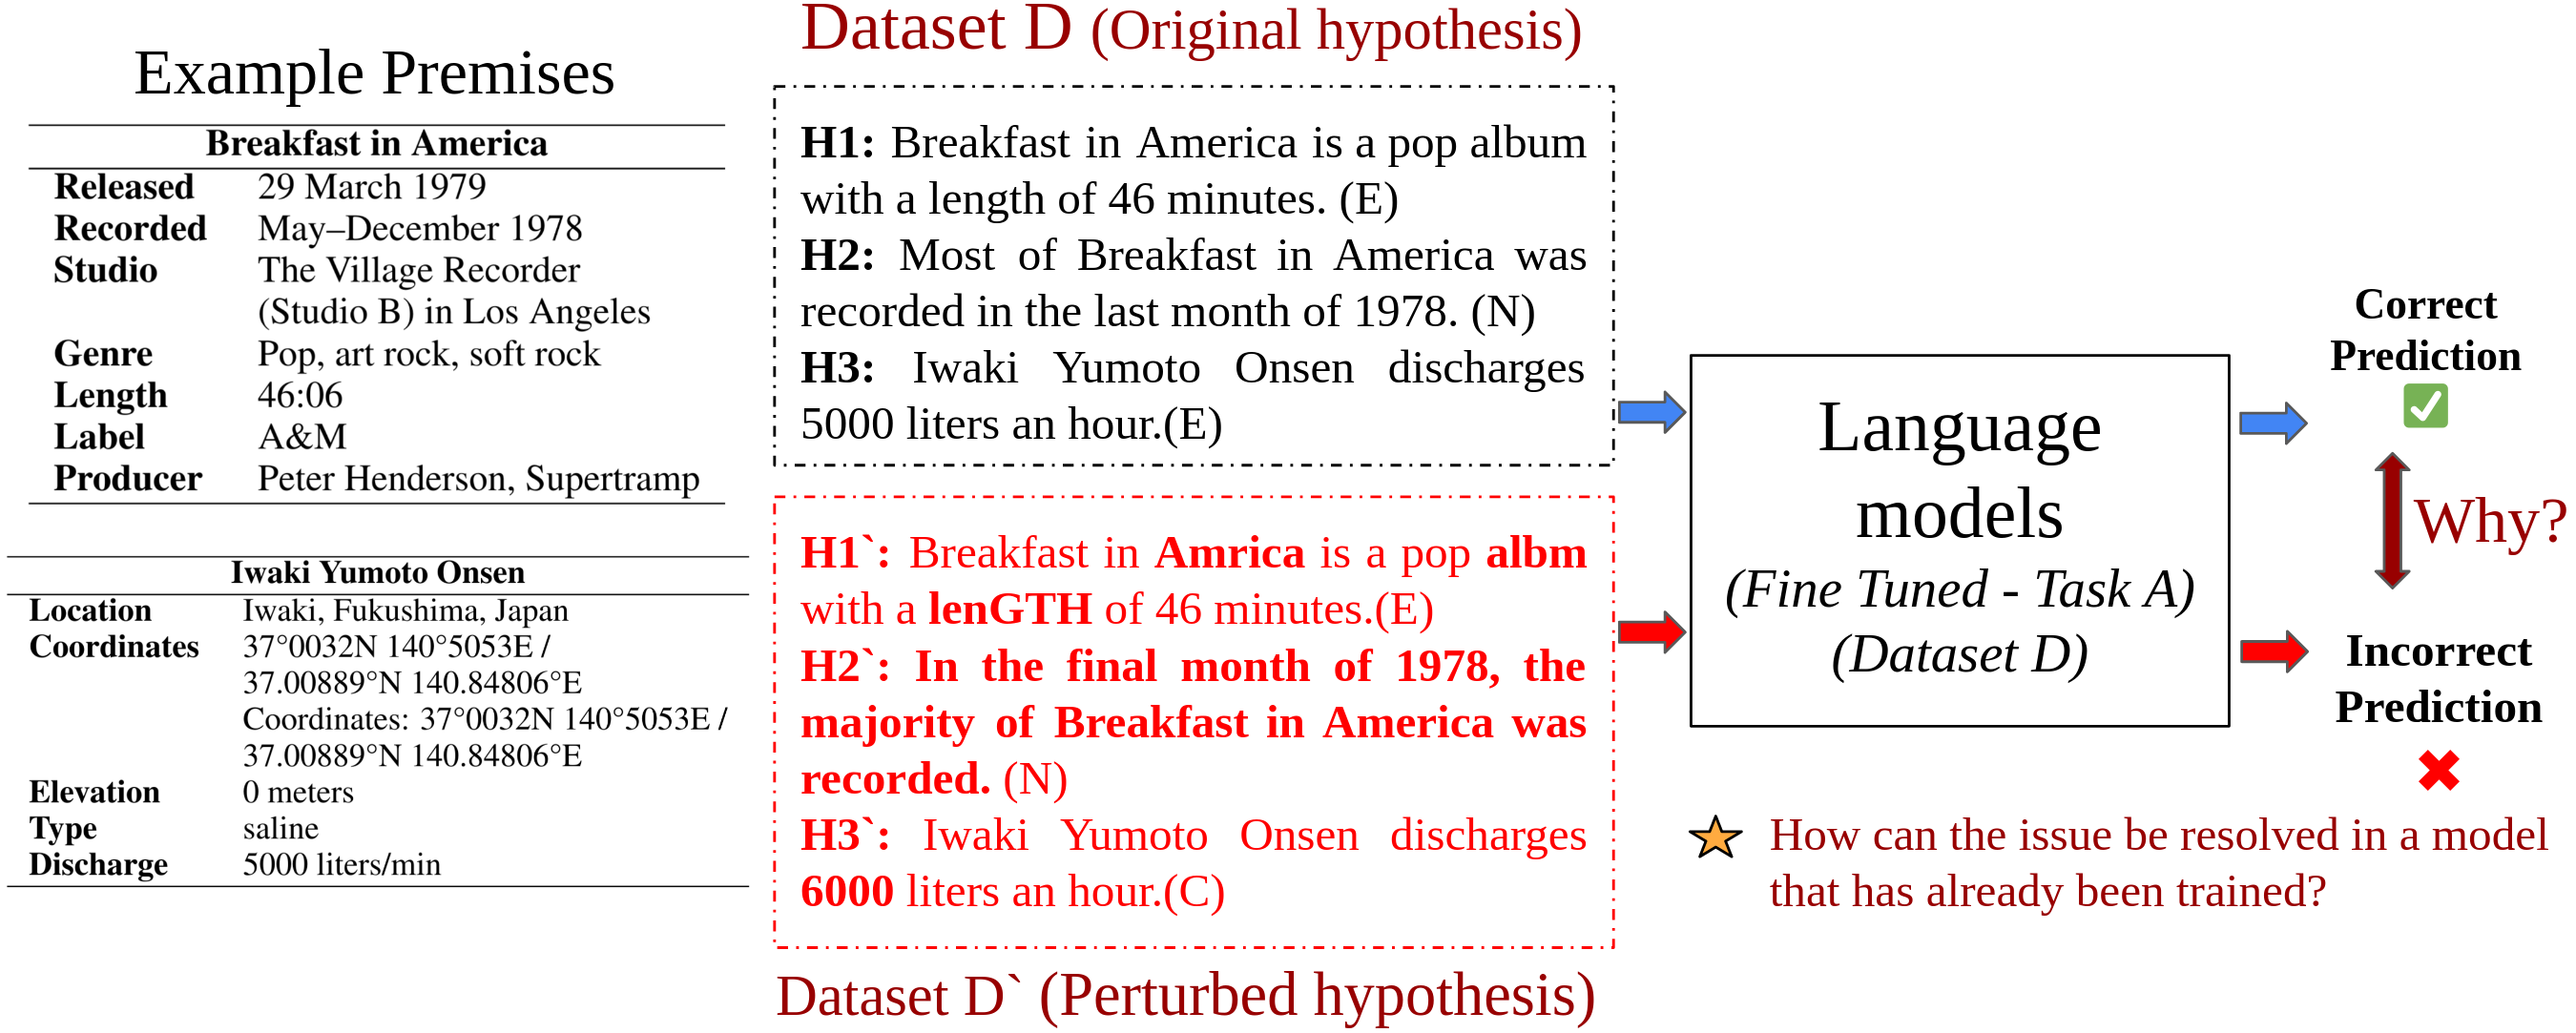 Example Premises
Breakfast in America
Released 29 March 1979
Recorded May–December 1978
Studio The Village Recorder
(Studio B) in Los Angeles
Genre Pop, art rock, soft rock
Length 46:06
Label A&M
Producer Peter Henderson, Supertramp
Iwaki Yumoto Onsen
Location Iwaki, Fukushima, Japan
Coordinates 37°0032N 140°5053E /
37.00889°N 140.84806°E
Coordinates: 37°0032N 140°5053E /
37.00889°N 140.84806°E
Elevation 0 meters
Type saline
Discharge 5000 liters/min
Dataset D (Original hypothesis)
H1: Breakfast in America is a pop album
with a length of 46 minutes. (E)
H2: Most of Breakfast in America was
recorded in the last month of 1978. (N)
H3: Iwaki Yumoto Onsen discharges
5000 liters an hour.(E)
H1`: Breakfast in Amrica is a pop albm
with a lenGTH of 46 minutes.(E)
H2`: In the final month of 1978, the
majority of Breakfast in America was
recorded. (N)
H3`: Iwaki Yumoto Onsen discharges
6000 liters an hour.(C)
Dataset D` (Perturbed hypothesis)
Language
models
(Fine Tuned - Task A)
(Dataset D)
Correct
Prediction
Why?
Incorrect
Prediction
How can the issue be resolved in a model
that has already been trained?